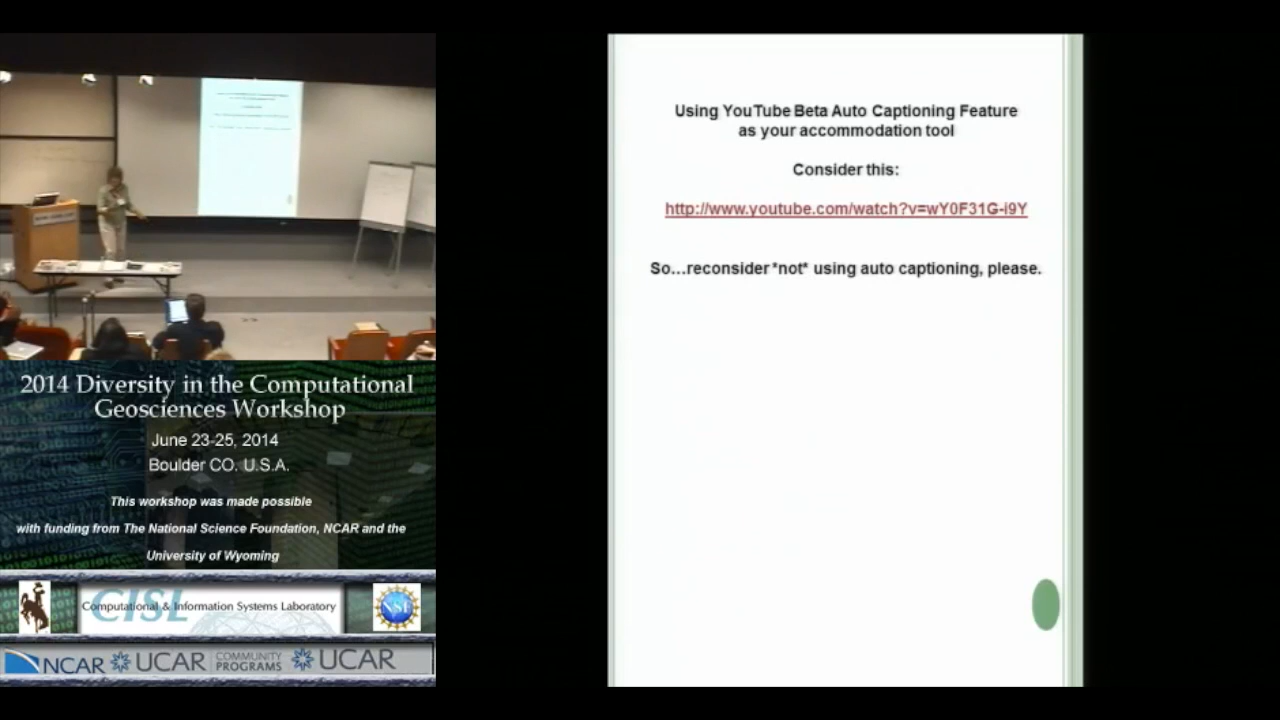 2014 Diversity in the Computational
Geosciences Workshop
June 23-25, 2014
Boulder CO. U.S.A.
This workshop was made possible
with funding from The National Science Foundation, NCAR and the
University of Wyoming
CISL
Computational & Information Systems Laboratory
NSF
NCAR
UCAR
COMMUNITY
PROGRAMS
UCAR
Using YouTube Beta Auto Captioning Feature
as your accommodation tool
Consider this:
http://www.youtube.com/watch?v=wY0F31G-i9Y
So...reconsider *not* using auto captioning, please.